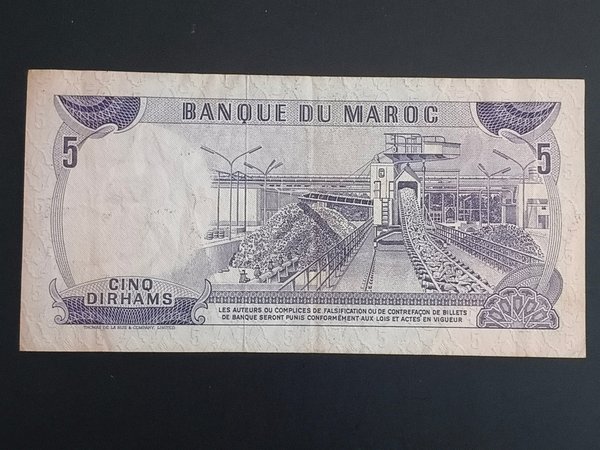 BANQUE DU MAROC
5
5
CINQ
DIRHAMS
LES AUTEURS OU COMPLICES DE FALSIFICATION OU DE CONTREFAÇON DE BILLETS
DE BANQUE SERONT PUNIS CONFORMÉMENT AUX LOIS ET ACTES EN VIGUEUR
THOMAS DE LA RUE & COMPANY, LIMITED.